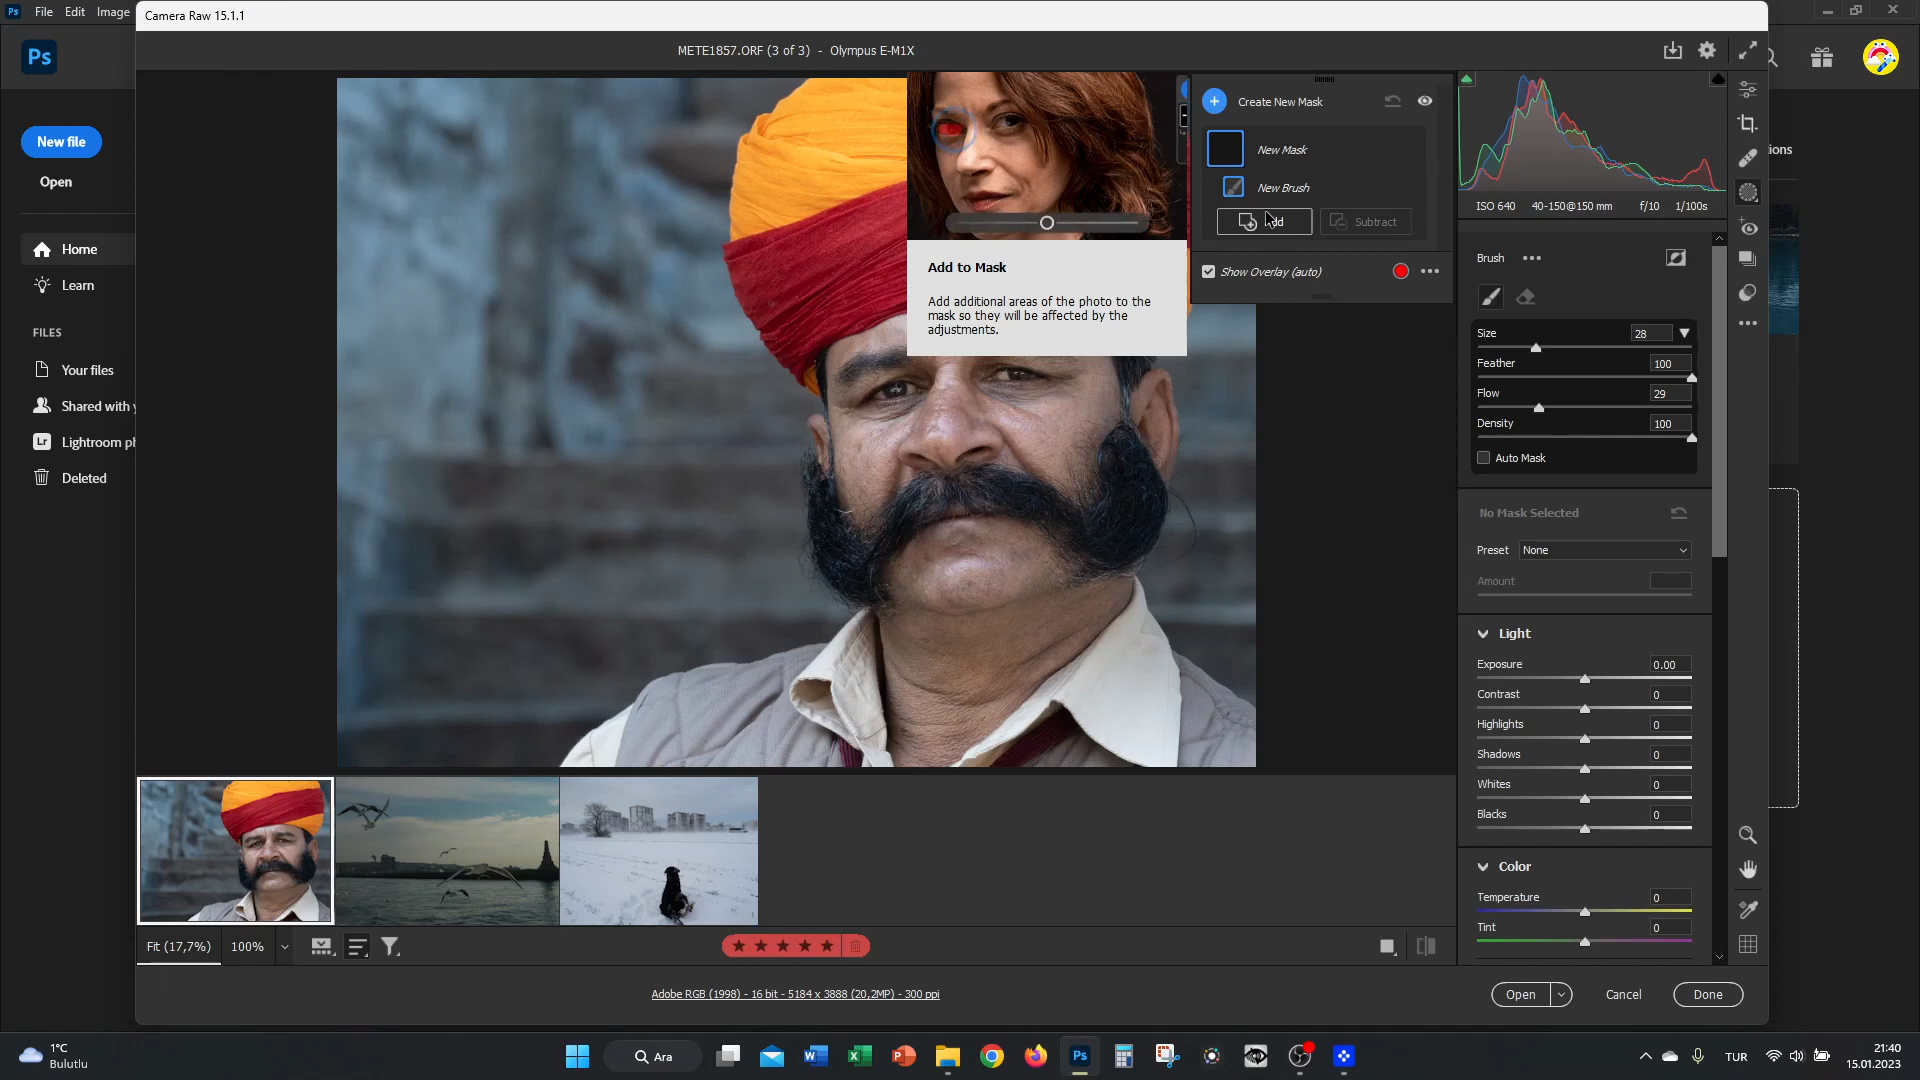 Ps
File
Edit
Image
Camera Raw 15.1.1
METE1857.ORF (3 of 3) - Olympus E-M1X
Ps
New file
Open
Home
Learn
FILES
Your files
Shared with y
Lr
Lightroom ph
Deleted
Create New Mask
New Mask
New Brush
Subtract
Show Overlay (auto)
Add to Mask
Add additional areas of the photo to the
mask so they will be affected by the
adjustments.
ISO 640
40-150@150 mm
f/10
1/100s
Brush
Size
28
Feather
100
Flow
29
Density
100
Auto Mask
No Mask Selected
Preset
None
Amount
Light
Exposure
0.00
Contrast
0
Highlights
0
Shadows
0
Whites
0
Blacks
0
Color
Temperature
0
Tint
0
ions
Fit (17,7%)
100%
Adobe RGB (1998) - 16 bit - 5184 x 3888 (20,2MP) - 300 ppi
Open
Cancel
Done
1°C
Bulutlu
Ara
Ps
TUR
21:40
15.01.2023